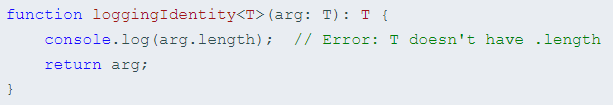 function loggingIdentity<T>(arg: T): T {
    console.log(arg.length);  // Error: T doesn't have .length
    return arg;
}